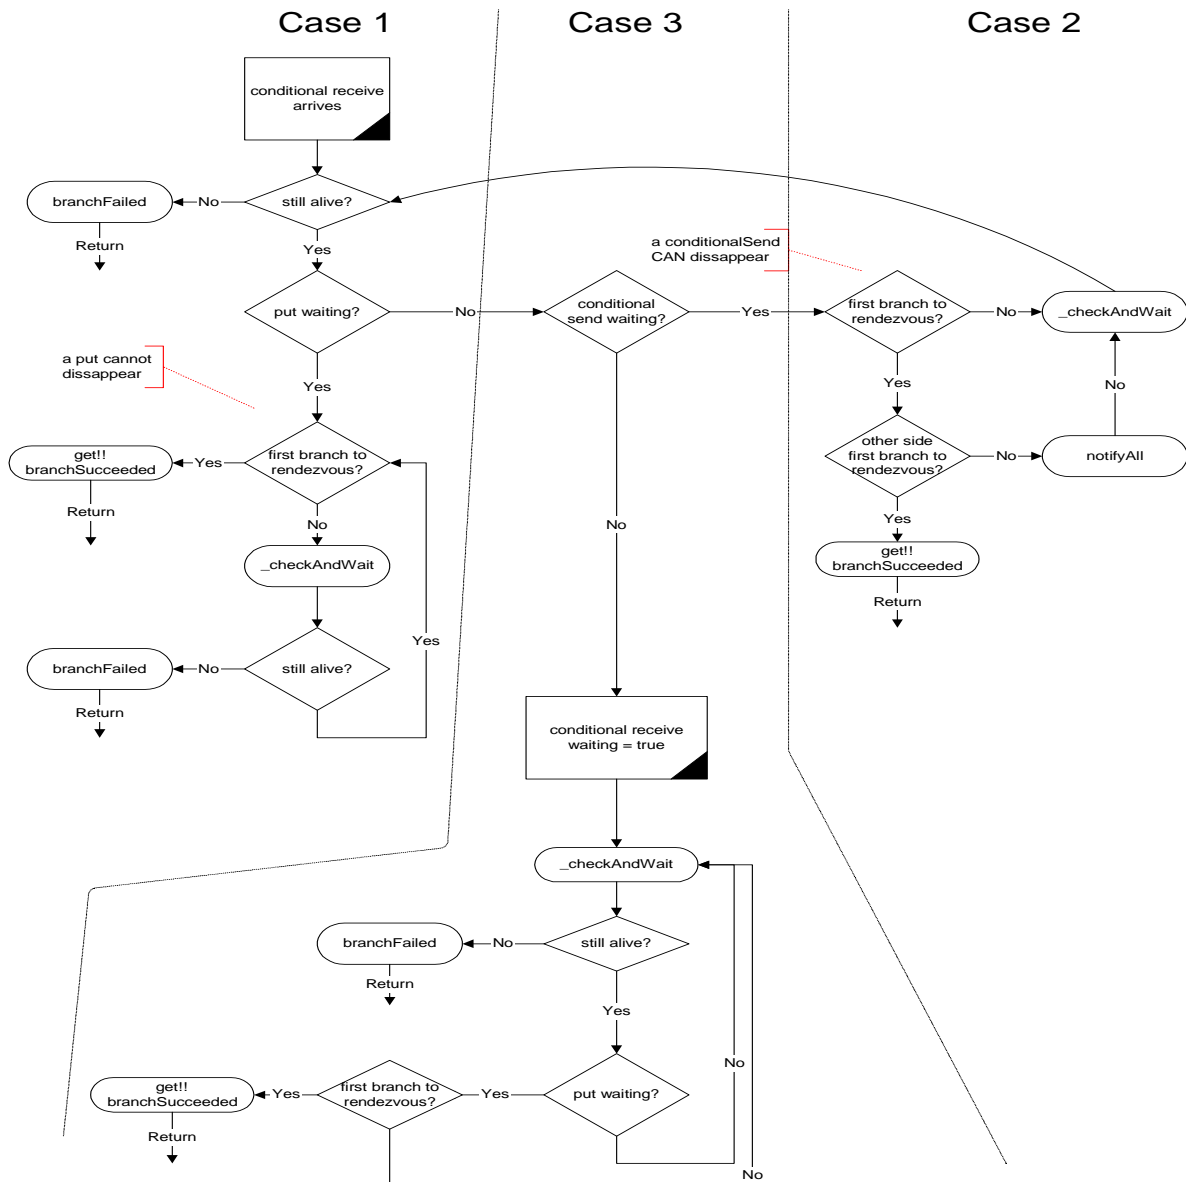 Case 1
Case 3
Case 2
conditional receive
arrives
branchFailed
No
still alive?
Return
Yes
a conditionalSend
CAN dissappear
put waiting?
No
conditional
send waiting?
Yes
first branch to
rendezvous?
No
_checkAndWait
a put cannot
dissappear
Yes
Yes
No
get!!
branchSucceeded
Yes
first branch to
rendezvous?
other side
first branch to
rendezvous?
No
notifyAll
Return
No
No
Yes
_checkAndWait
get!!
branchSucceeded
Return
Yes
branchFailed
No
still alive?
Return
conditional receive
waiting = true
_checkAndWait
branchFailed
No
still alive?
Return
Yes
No
get!!
branchSucceeded
Yes
first branch to
rendezvous?
Yes
put waiting?
Return
No